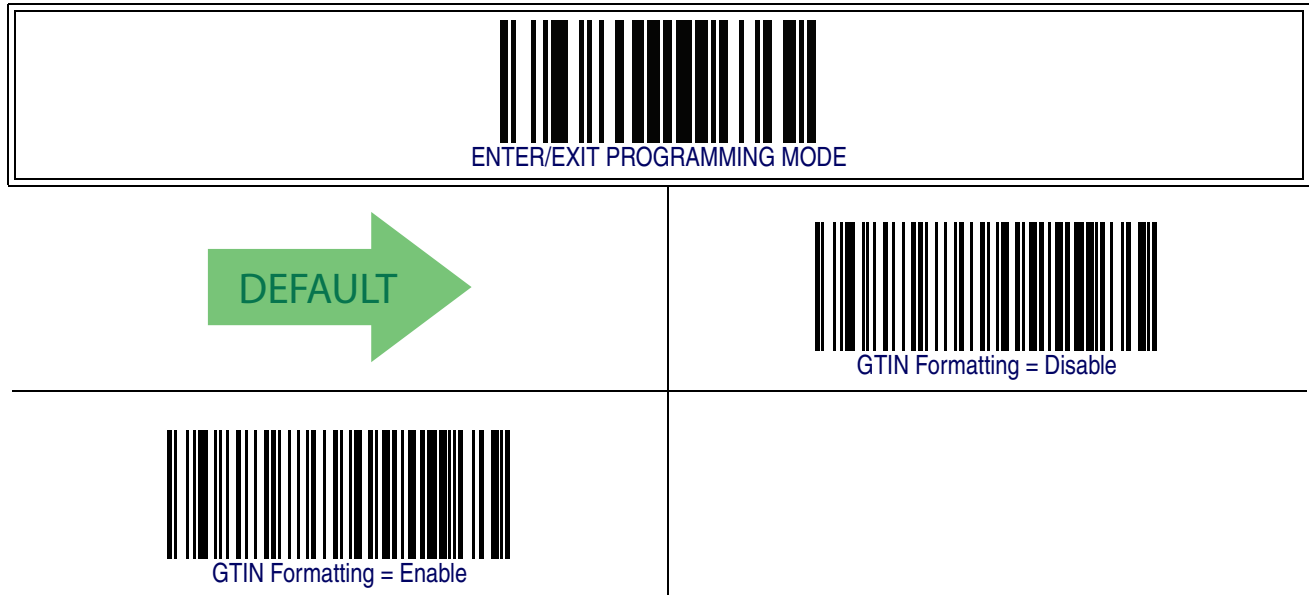 ENTER/EXIT PROGRAMMING MODE
DEFAULT
GTIN Formatting = Disable
GTIN Formatting = Enable